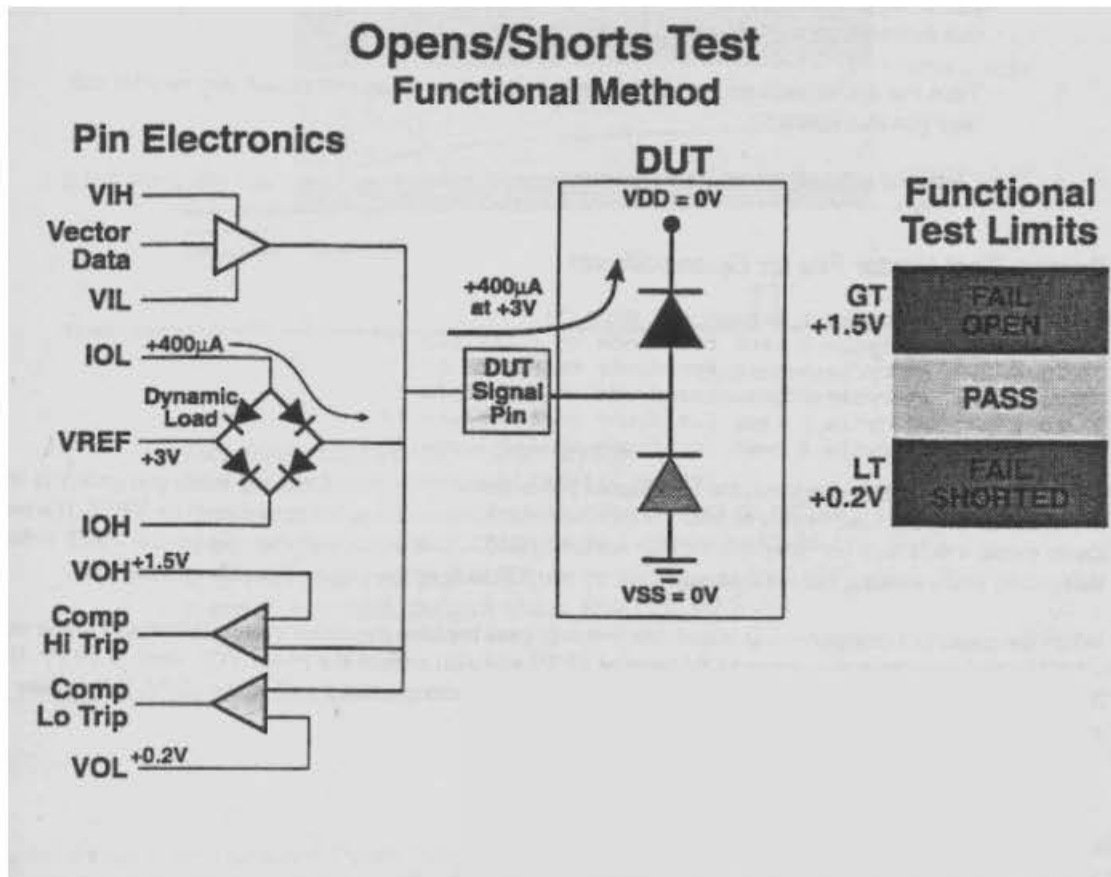 Opens/Shorts Test
Functional Method
Pin Electronics
VIH
Vector
Data
VIL
IOL
+400µA
Dynamic
Load
VREF
+3V
IOH
VOH
+1.5V
Comp
Hi Trip
Comp
Lo Trip
VOL
+0.2V
+400µA
at +3V
DUT
Signal
Pin
DUT
VDD = 0V
VSS = 0V
Functional
Test Limits
GT
+1.5V
FAIL
OPEN
PASS
LT
+0.2V
FAIL
SHORTED